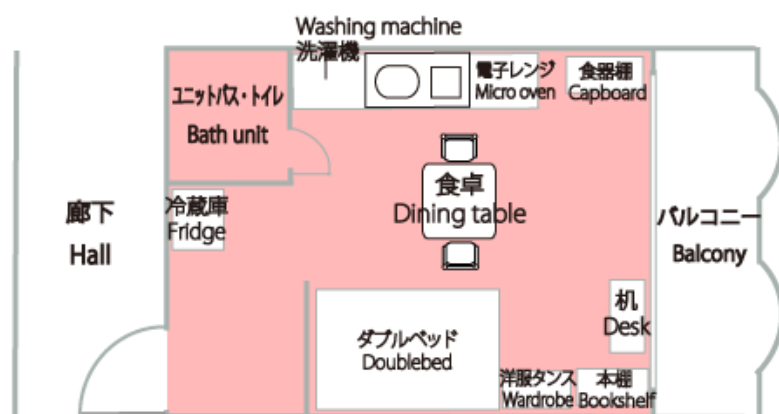 Washing machine
洗濯機
ユニットバス・トイレ
Bath unit
電子レンジ
Micro oven
食器棚
Capboard
廊下
Hall
冷蔵庫
Fridge
食卓
Dining table
バルコニー
Balcony
机
Desk
ダブルベッド
Doublebed
洋服タンス
Wardrobe
本棚
Bookshelf